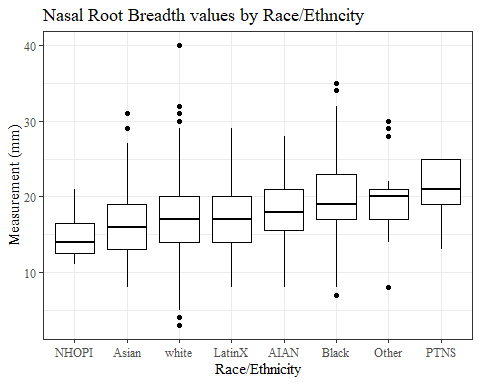 Nasal Root Breadth values by Race/Ethncity
40
30
20
10
Measurement (mm)
NHOPI Asian white LatinX AIAN Black Other PTNS
Race/Ethnicity